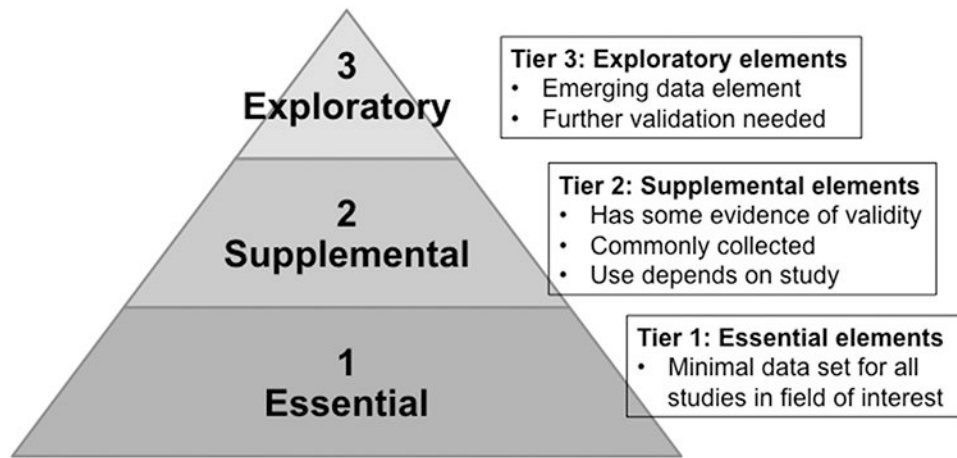 3
Exploratory
Tier 3: Exploratory elements
• Emerging data element
• Further validation needed
2
Supplemental
Tier 2: Supplemental elements
• Has some evidence of validity
• Commonly collected
• Use depends on study
1
Essential
Tier 1: Essential elements
• Minimal data set for all
studies in field of interest